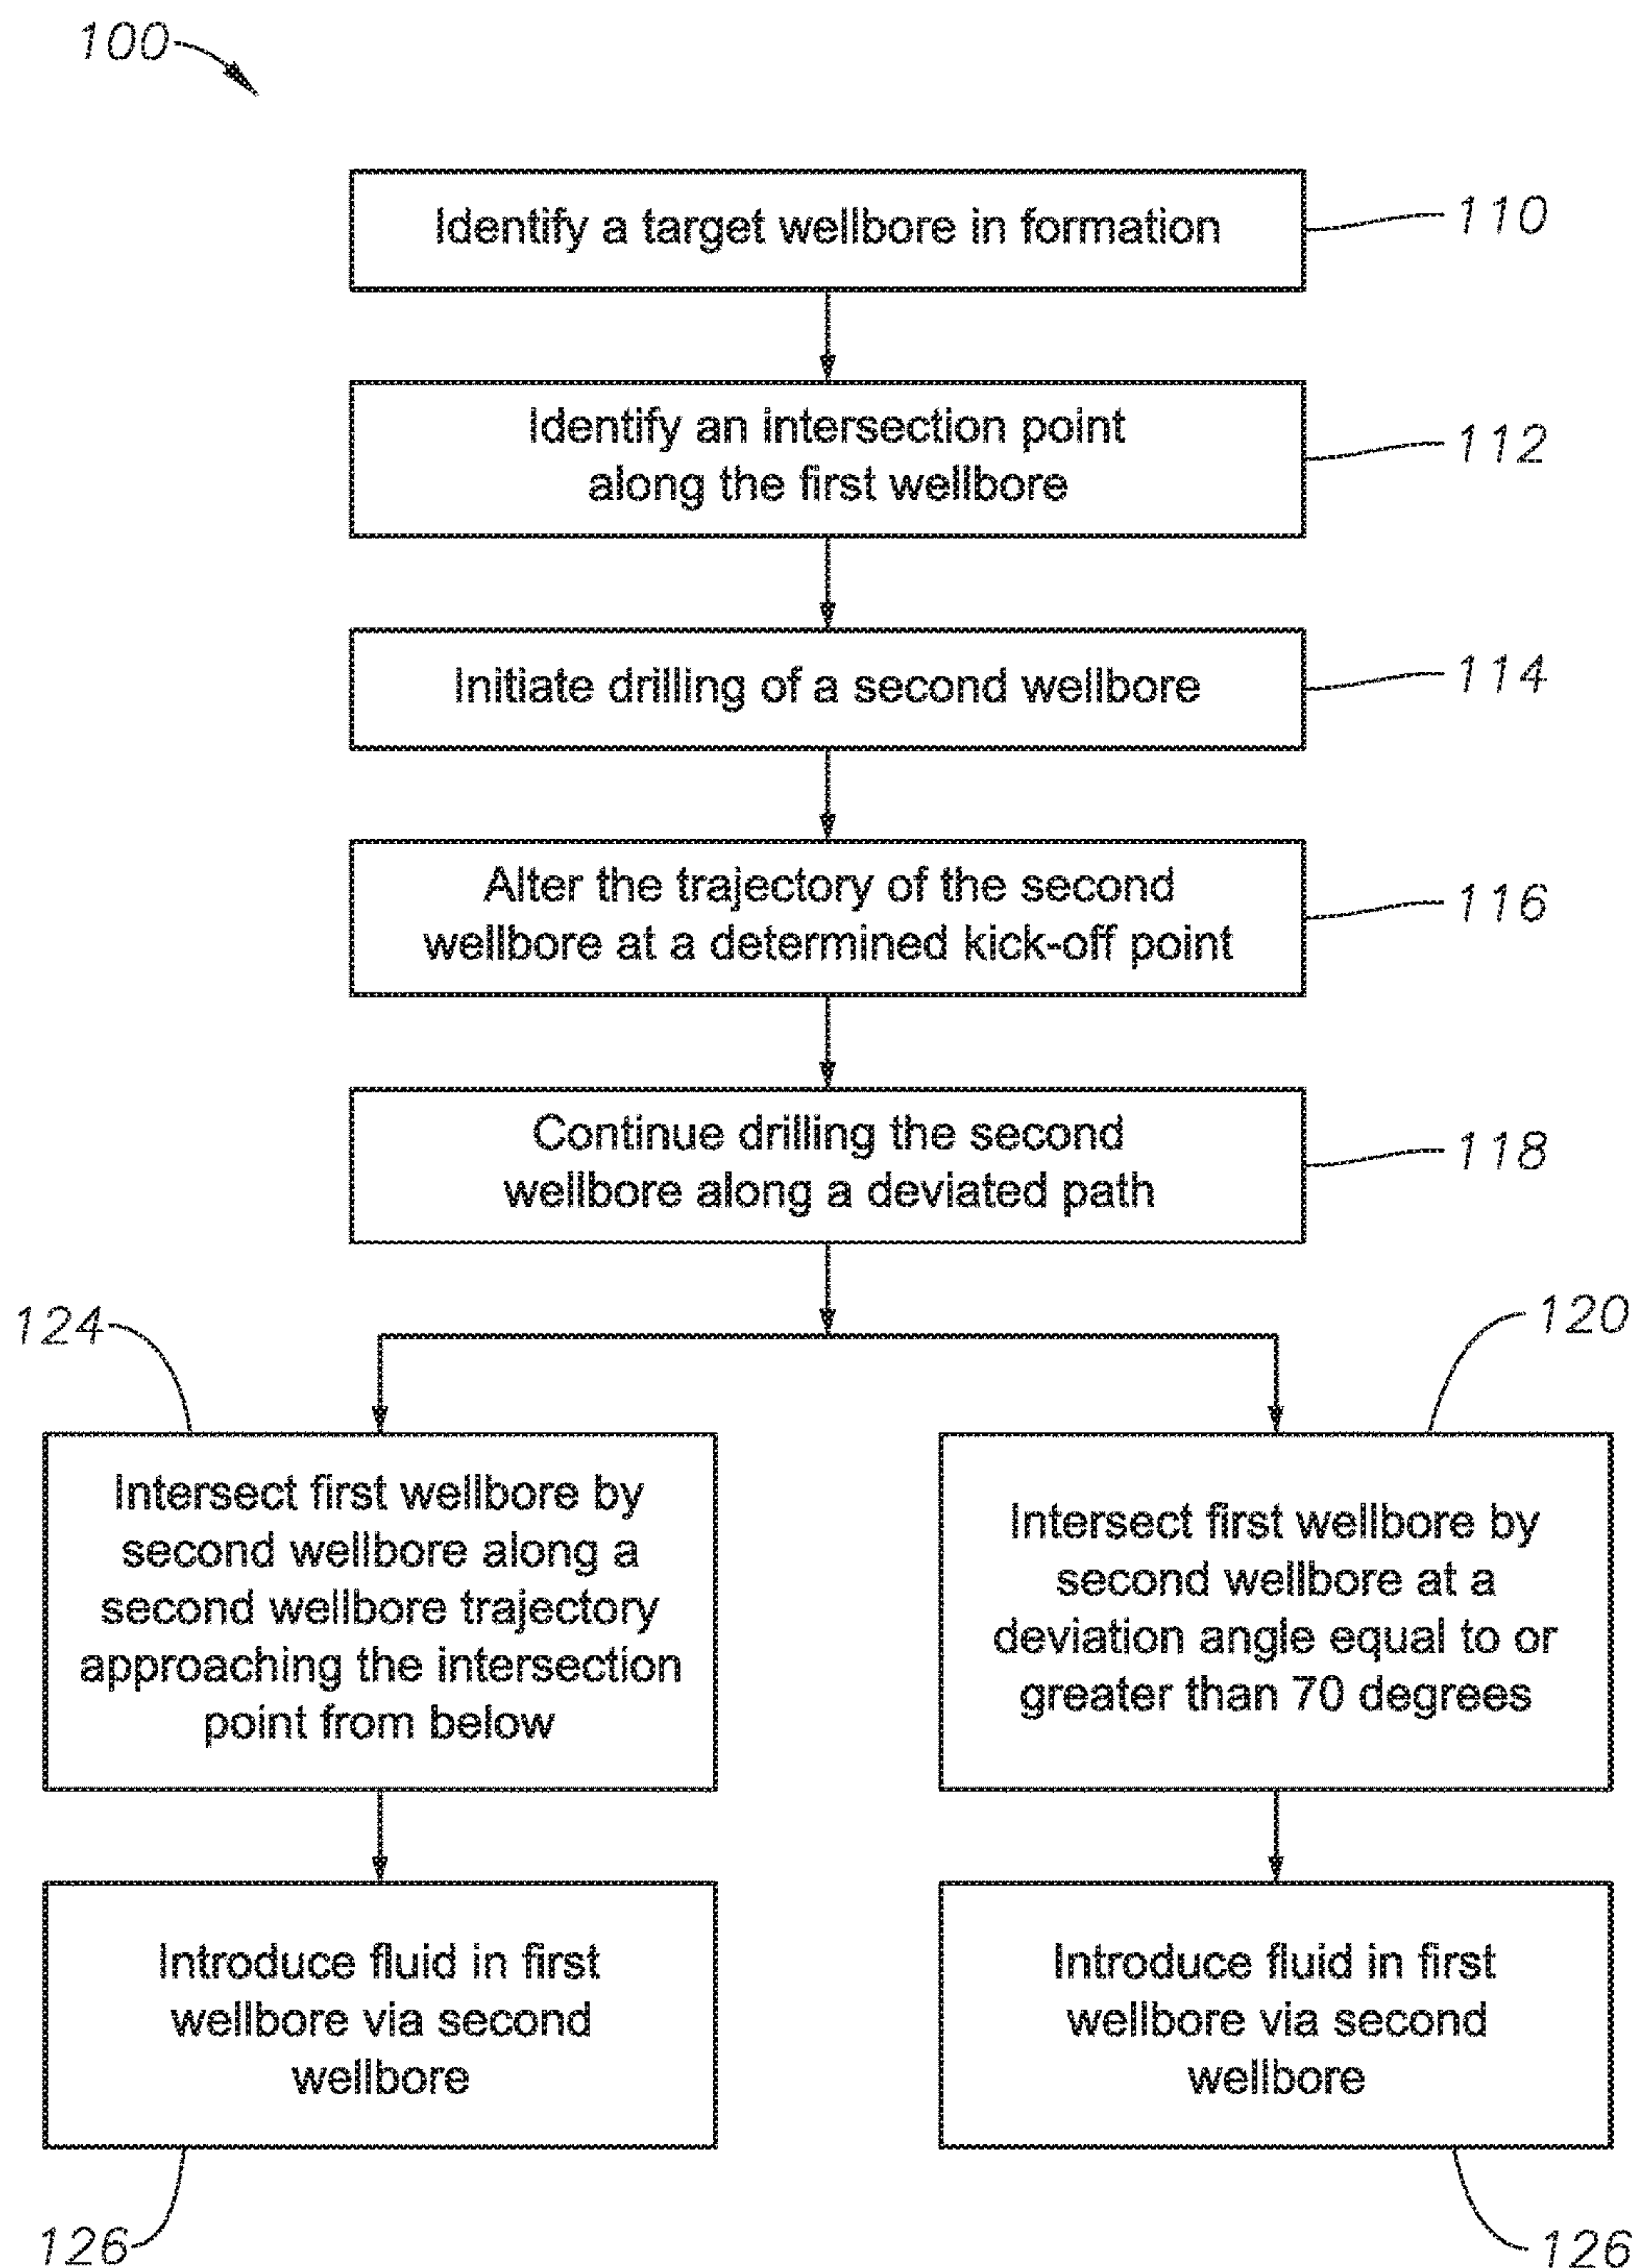 100
Identify a target wellbore in formation
110
Identify an intersection point
along the first wellbore
112
Initiate drilling of a second wellbore
114
Alter the trajectory of the second
wellbore at a determined kick-off point
116
Continue drilling the second
wellbore along a deviated path
118
124
Intersect first wellbore by
second wellbore along a
second wellbore trajectory
approaching the intersection
point from below
120
Intersect first wellbore by
second wellbore at a
deviation angle equal to or
greater than 70 degrees
Introduce fluid in first
wellbore via second
wellbore
126
Introduce fluid in first
wellbore via second
wellbore
126